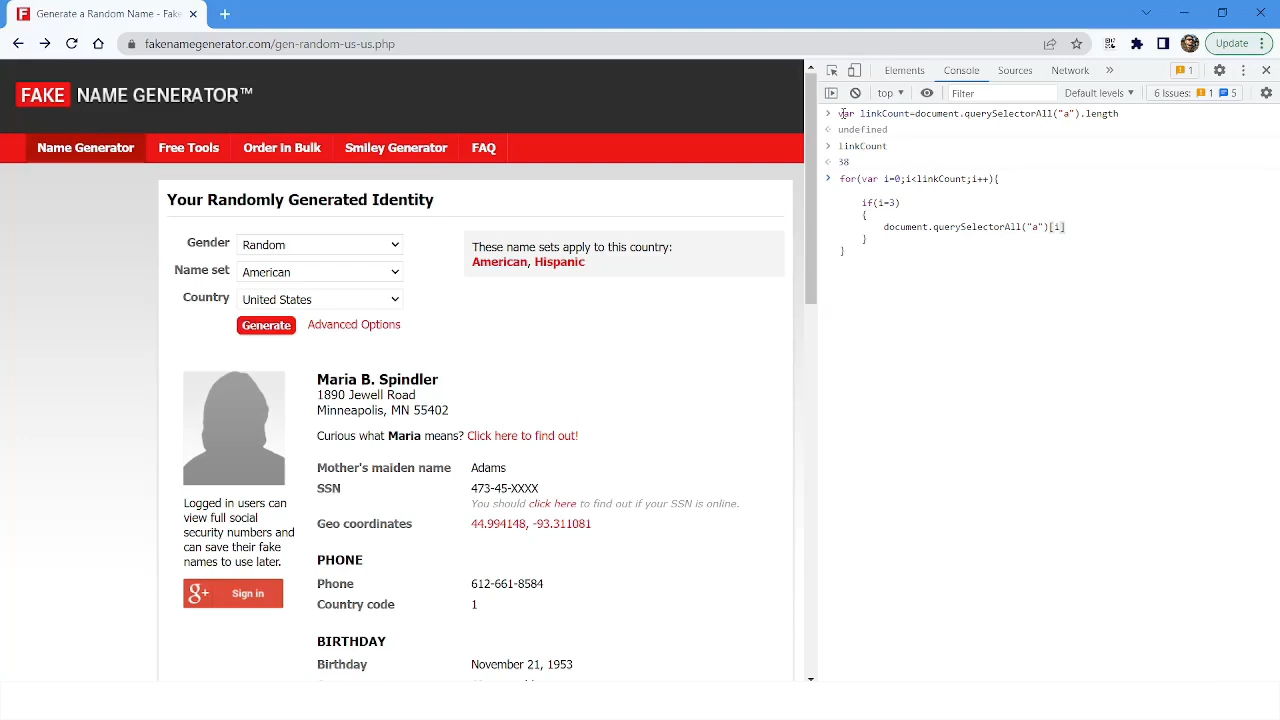 Generate a Random Name - Fake
fakenamegenerator.com/gen-random-us-us.php
Update
FAKE NAME GENERATOR™
Name Generator Free Tools Order In Bulk Smiley Generator FAQ
Your Randomly Generated Identity
Gender Random
Name set American
Country United States
Generate Advanced Options
These name sets apply to this country:
American, Hispanic
Maria B. Spindler
1890 Jewell Road
Minneapolis, MN 55402
Curious what Maria means? Click here to find out!
Mother's maiden name Adams
SSN 473-45-XXXX
You should click here to find out if your SSN is online.
Geo coordinates 44.994148, -93.311081
Logged in users can
view full social
security numbers and
can save their fake
names to use later.
g+ Sign in
PHONE
Phone 612-661-8584
Country code 1
BIRTHDAY
Birthday November 21, 1953
Elements Console Sources Network 1
top Filter Default levels 6 Issues: 1 5
var linkCount=document.querySelectorAll("a").length
undefined
linkCount
38
for(var i=0;i<linkCount;i++){
if(i=3)
{
document.querySelectorAll("a")[i]
}
}